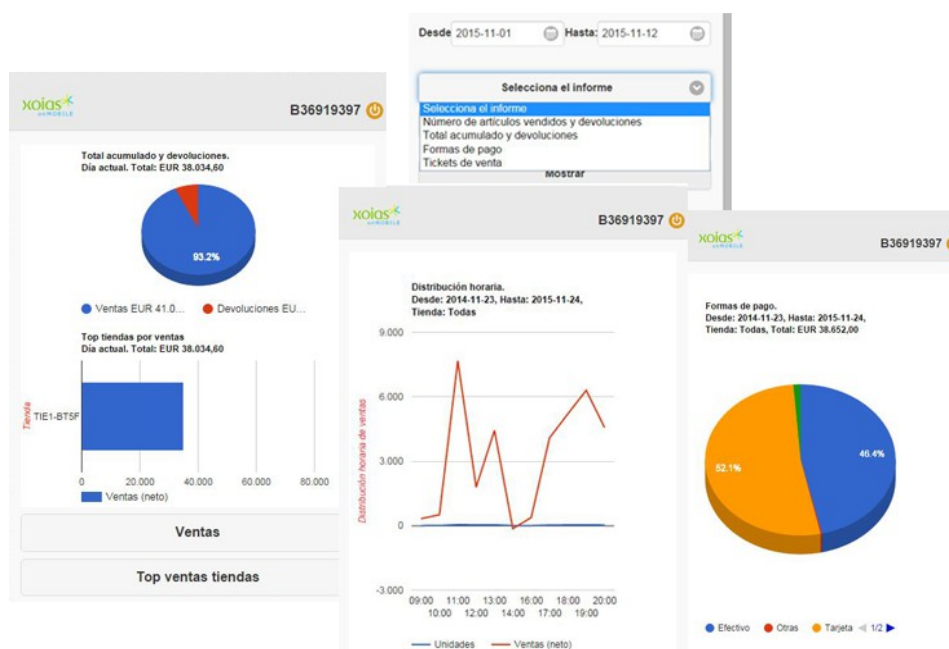 Desde 2015-11-01 Hasta: 2015-11-12
Selecciona el informe
Selecciona el informe
Número de artículos vendidos y devoluciones
Total acumulado y devoluciones
Formas de pago
Tickets de venta
Mostrar
xoias
enMOBILE
B36919397
Total acumulado y devoluciones.
Día actual. Total: EUR 38.034,60
93.2%
Ventas EUR 41.0... Devoluciones EU...
Top tiendas por ventas
Día actual. Total: EUR 38.034,60
Tienda
TIE1-BT5F
0 20.000 40.000 60.000 80.000
Ventas (neto)
Ventas
Top ventas tiendas
xoias
enMOBILE
B36919397
Distribución horaria.
Desde: 2014-11-23, Hasta: 2015-11-24,
Tienda: Todas
Distribución horaria de ventas
9.000
6.000
3.000
0
-3.000
09:00 11:00 13:00 16:00 18:00 20:00
10:00 12:00 14:00 17:00 19:00
Unidades Ventas (neto)
xoias
enMOBILE
B36919397
Formas de pago.
Desde: 2014-11-23, Hasta: 2015-11-24,
Tienda: Todas, Total: EUR 38.652,00
52.1%
46.4%
Efectivo Otras Tarjeta 1/2